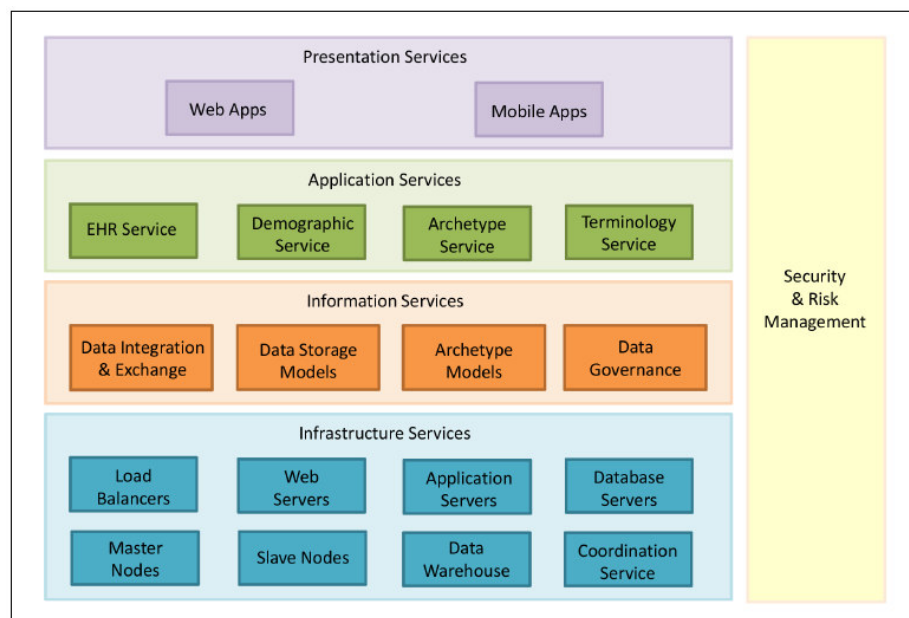 Presentation Services
Web Apps
Mobile Apps
Application Services
EHR Service
Demographic
Service
Archetype
Service
Terminology
Service
Information Services
Data Integration
& Exchange
Data Storage
Models
Archetype
Models
Data
Governance
Infrastructure Services
Load
Balancers
Web
Servers
Application
Servers
Database
Servers
Master
Nodes
Slave Nodes
Data
Warehouse
Coordination
Service
Security
& Risk
Management